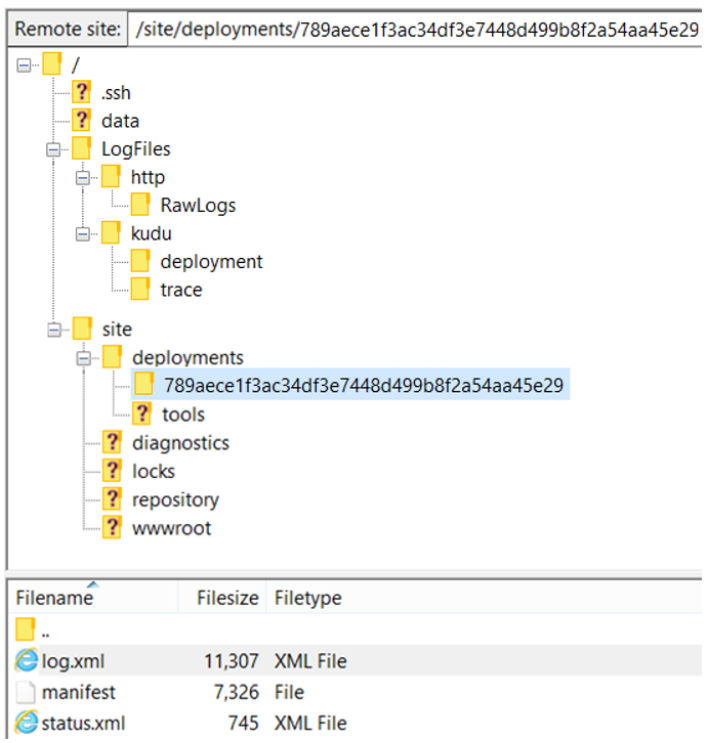 Remote site: /site/deployments/789aece1f3ac34df3e7448d499b8f2a54aa45e29
/
? .ssh
? data
LogFiles
http
RawLogs
kudu
deployment
trace
site
deployments
789aece1f3ac34df3e7448d499b8f2a54aa45e29
? tools
? diagnostics
? locks
? repository
? wwwroot
Filename Filesize Filetype
..
log.xml 11,307 XML File
manifest 7,326 File
status.xml 745 XML File